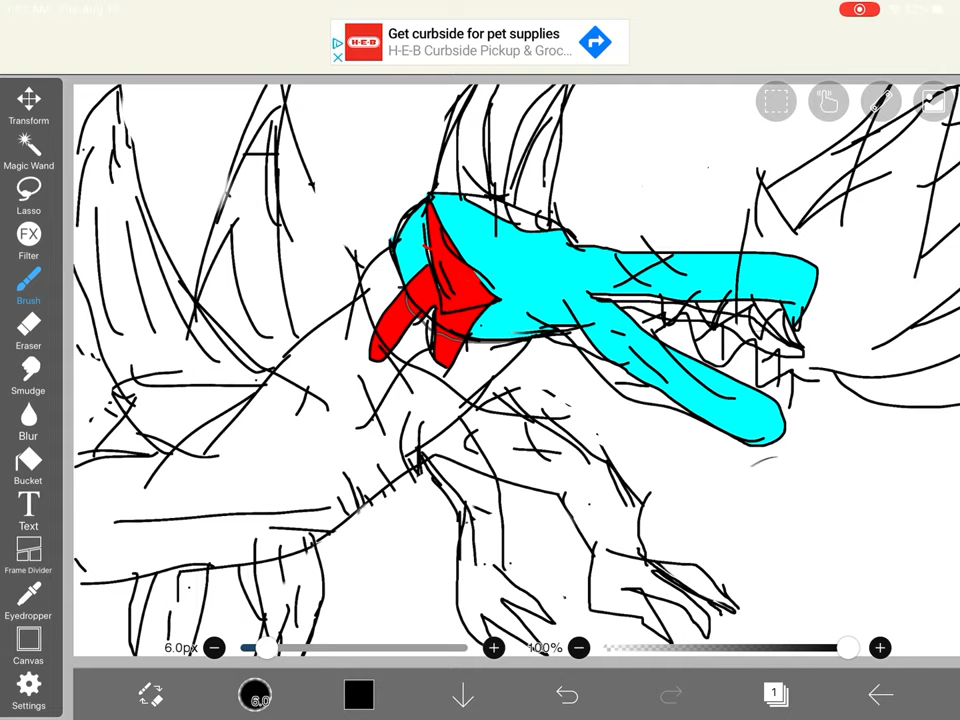 Get curbside for pet supplies
H-E-B
H-E-B Curbside Pickup & Groc...
Transform
Magic Wand
Lasso
FX
Filter
Brush
Eraser
Smudge
Blur
Bucket
T
Text
Frame Divider
Eyedropper
Canvas
Settings
6.0px
100%
6.0
1